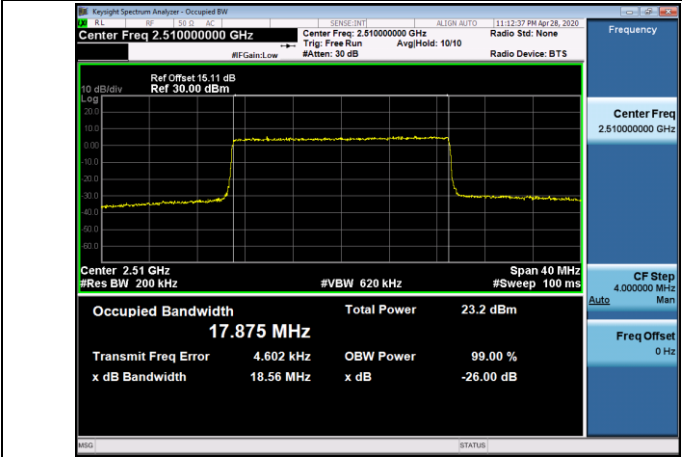 Keysight Spectrum Analyzer - Occupied BW
RL RF 50 Ω AC SENSE:INT ALIGN AUTO 11:12:37 PM Apr 28, 2020
Center Freq 2.510000000 GHz
Center Freq: 2.510000000 GHz
Radio Std: None
Trig: Free Run Avg|Hold: 10/10
#IFGain:Low #Atten: 30 dB Radio Device: BTS
Frequency
Ref Offset 15.11 dB
10 dB/div Ref 30.00 dBm
Log
20.0
10.0
0.00
-10.0
-20.0
-30.0
-40.0
-50.0
-60.0
Center 2.51 GHz Span 40 MHz
#Res BW 200 kHz #VBW 620 kHz #Sweep 100 ms
Occupied Bandwidth Total Power 23.2 dBm
17.875 MHz
Transmit Freq Error 4.602 kHz OBW Power 99.00 %
x dB Bandwidth 18.56 MHz x dB -26.00 dB
Center Freq
2.510000000 GHz
CF Step
4.000000 MHz
Auto Man
Freq Offset
0 Hz
MSG STATUS